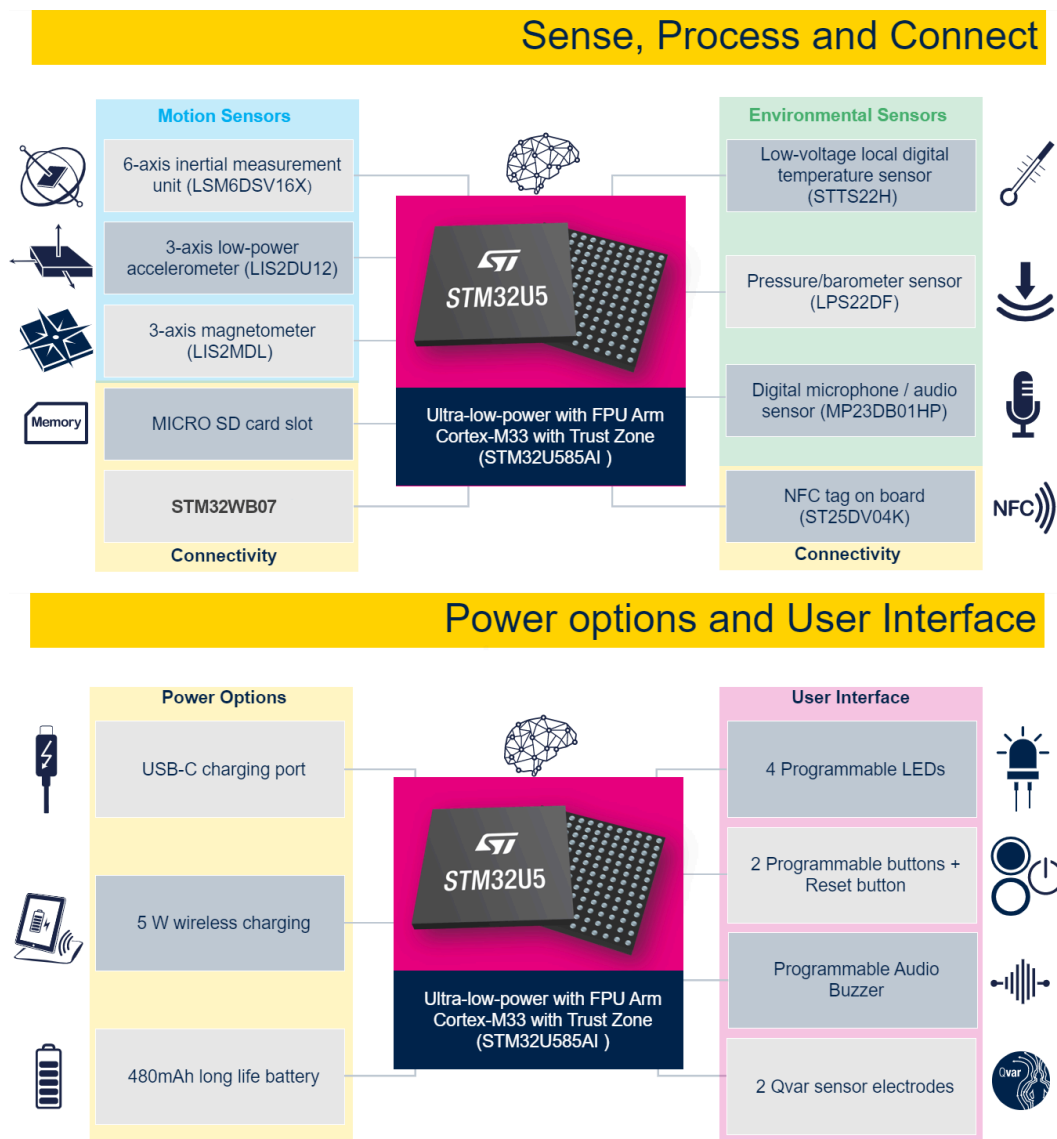 Sense, Process and Connect
Motion Sensors
6-axis inertial measurement
unit (LSM6DSV16X)
3-axis low-power
accelerometer (LIS2DU12)
3-axis magnetometer
(LIS2MDL)
Memory
MICRO SD card slot
STM32WB07
Connectivity
ST
STM32U5
Ultra-low-power with FPU Arm
Cortex-M33 with Trust Zone
(STM32U585AI )
Environmental Sensors
Low-voltage local digital
temperature sensor
(STTS22H)
Pressure/barometer sensor
(LPS22DF)
Digital microphone / audio
sensor (MP23DB01HP)
NFC tag on board
(ST25DV04K)
NFC
Connectivity
Power options and User Interface
Power Options
USB-C charging port
5 W wireless charging
480mAh long life battery
ST
STM32U5
Ultra-low-power with FPU Arm
Cortex-M33 with Trust Zone
(STM32U585AI )
User Interface
4 Programmable LEDs
2 Programmable buttons +
Reset button
Programmable Audio
Buzzer
2 Qvar sensor electrodes
Qvar